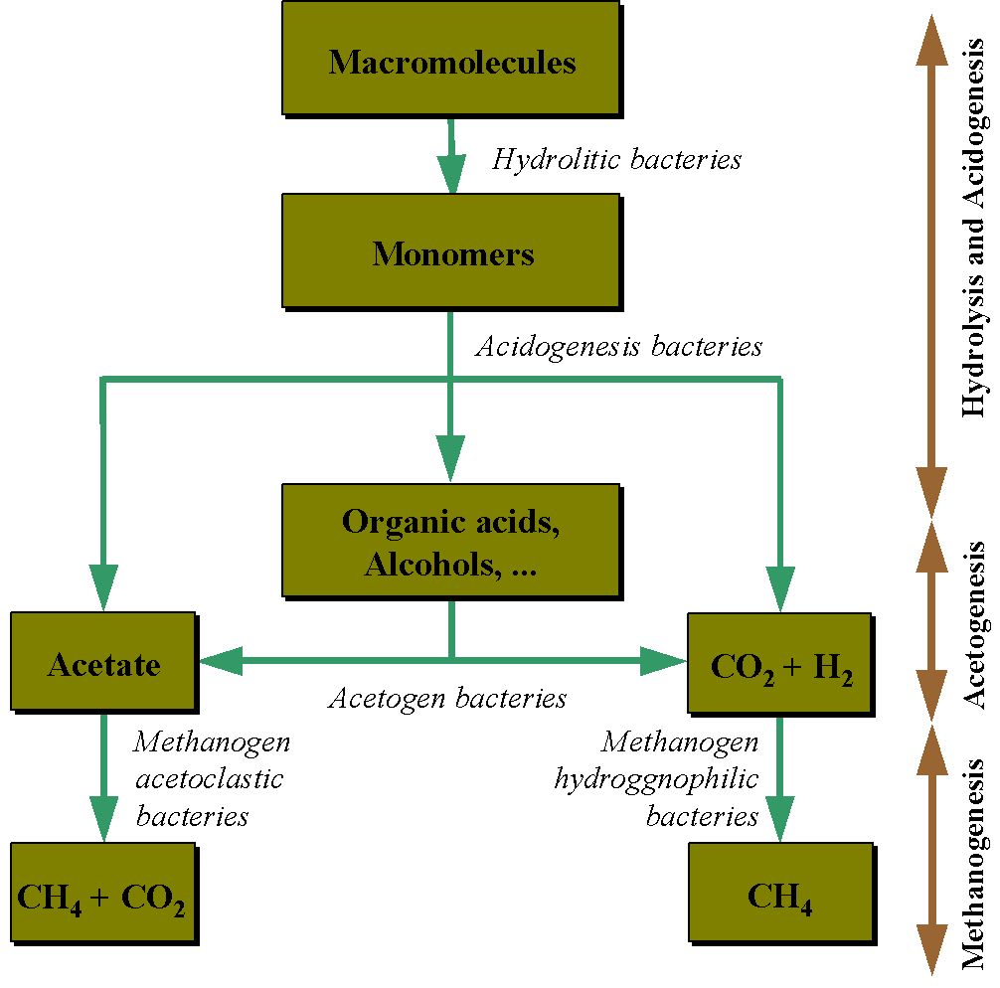 Macromolecules
Hydrolitic bacteries
Monomers
Acidogenesis bacteries
Organic acids,
Alcohols, ...
Acetate
CO₂ + H₂
Acetogen bacteries
Methanogen
acetoclastic
bacteries
Methanogen
hydroggnophilic
bacteries
CH₄ + CO₂
CH₄
Hydrolysis and Acidogenesis
Acetogenesis
Methanogenesis